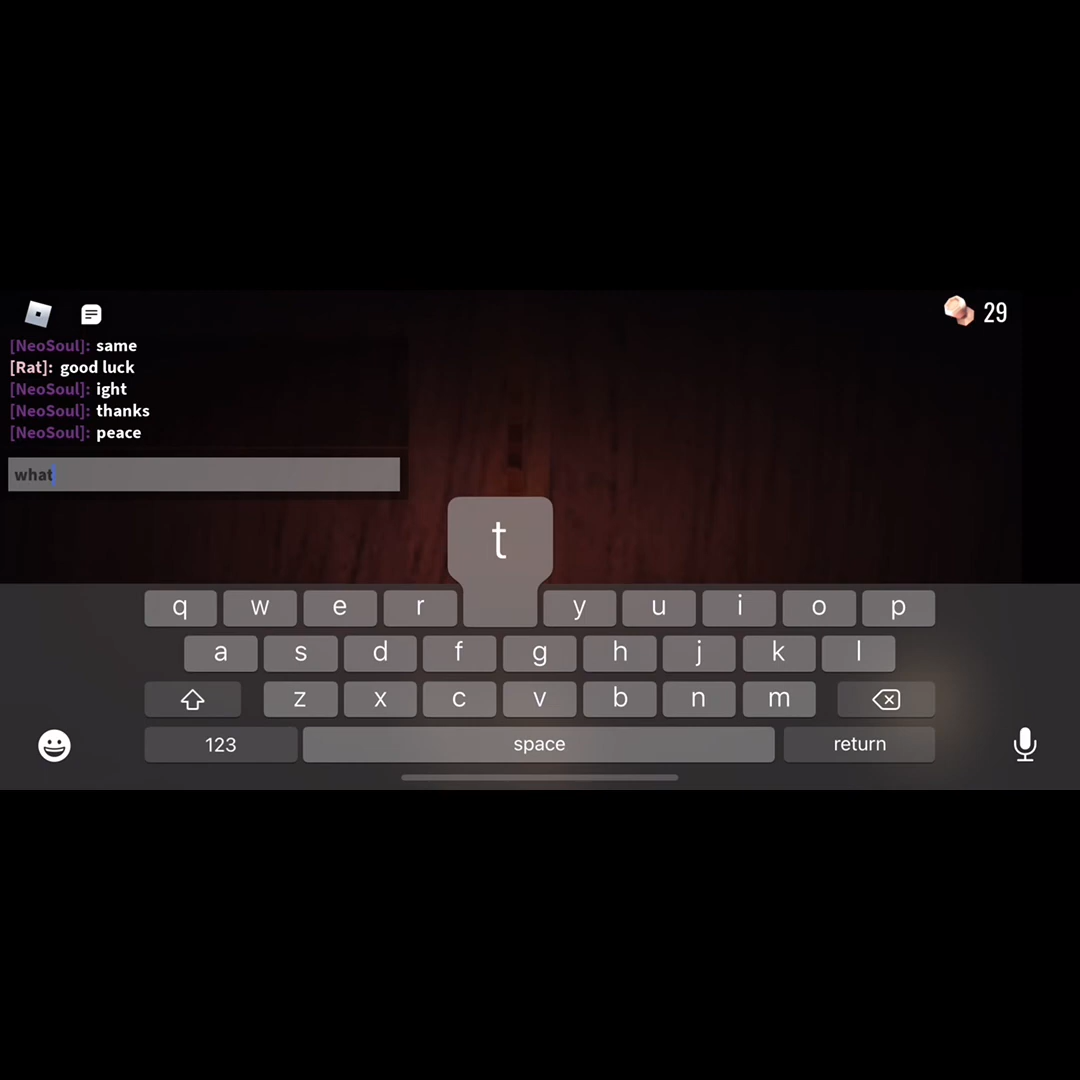 29
[NeoSoul]: same
[Rat]: good luck
[NeoSoul]: ight
[NeoSoul]: thanks
[NeoSoul]: peace
what
t
q w e r y u i o p
a s d f g h j k l
z x c v b n m
123 space return